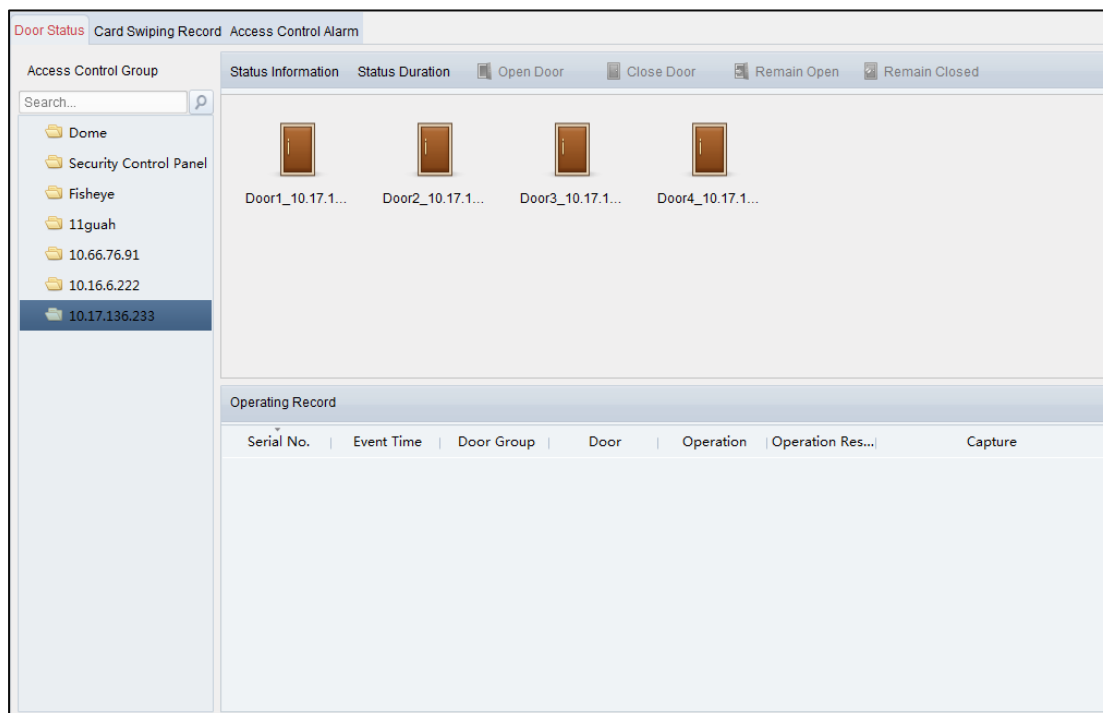 Door Status Card Swiping Record Access Control Alarm
Access Control Group
Status Information Status Duration Open Door Close Door Remain Open Remain Closed
Search...
Dome
Security Control Panel
Fisheye
11guah
10.66.76.91
10.16.6.222
10.17.136.233
Door1_10.17.1... Door2_10.17.1... Door3_10.17.1... Door4_10.17.1...
Operating Record
Serial No. Event Time Door Group Door Operation Operation Res... Capture